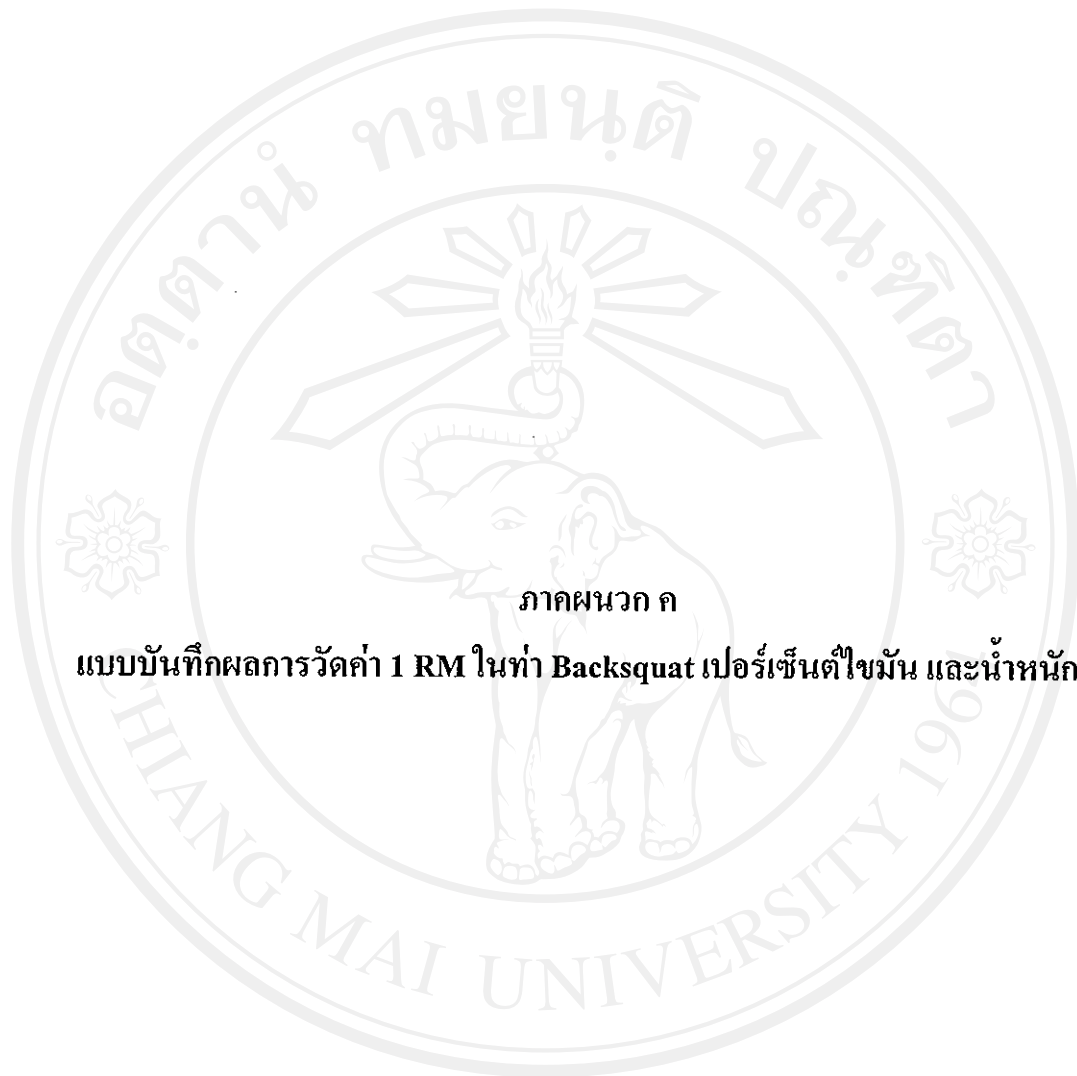 อตฺตานํ ทมยนฺติ ปณฺฑิตา
ภาคผนวก ค
แบบบันทึกผลการวัดค่า 1 RM ในท่า Backsquat เปอร์เซ็นต์ไขมัน และน้ำหนัก
CHIANG MAI UNIVERSITY 1964